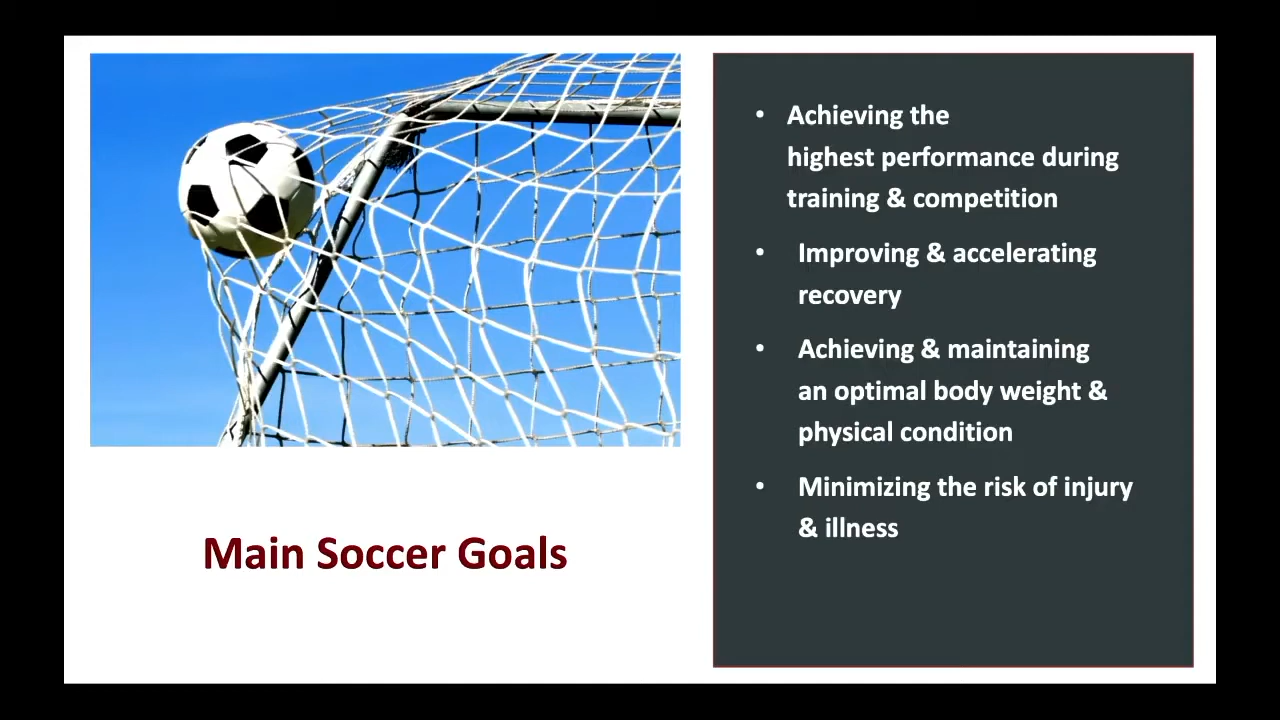 Main Soccer Goals
• Achieving the
highest performance during
training & competition
• Improving & accelerating
recovery
• Achieving & maintaining
an optimal body weight &
physical condition
• Minimizing the risk of injury
& illness